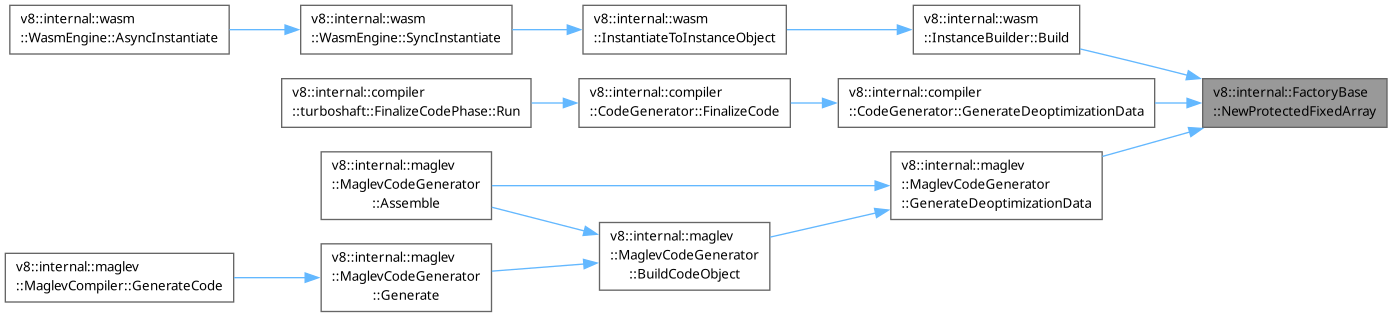 v8::internal::wasm
::WasmEngine::AsyncInstantiate
v8::internal::wasm
::WasmEngine::SyncInstantiate
v8::internal::wasm
::InstantiateToInstanceObject
v8::internal::wasm
::InstanceBuilder::Build
v8::internal::compiler
::turboshaft::FinalizeCodePhase::Run
v8::internal::compiler
::CodeGenerator::FinalizeCode
v8::internal::compiler
::CodeGenerator::GenerateDeoptimizationData
v8::internal::FactoryBase
::NewProtectedFixedArray
v8::internal::maglev
::MaglevCodeGenerator
::Assemble
v8::internal::maglev
::MaglevCodeGenerator
::GenerateDeoptimizationData
v8::internal::maglev
::MaglevCompiler::GenerateCode
v8::internal::maglev
::MaglevCodeGenerator
::Generate
v8::internal::maglev
::MaglevCodeGenerator
::BuildCodeObject